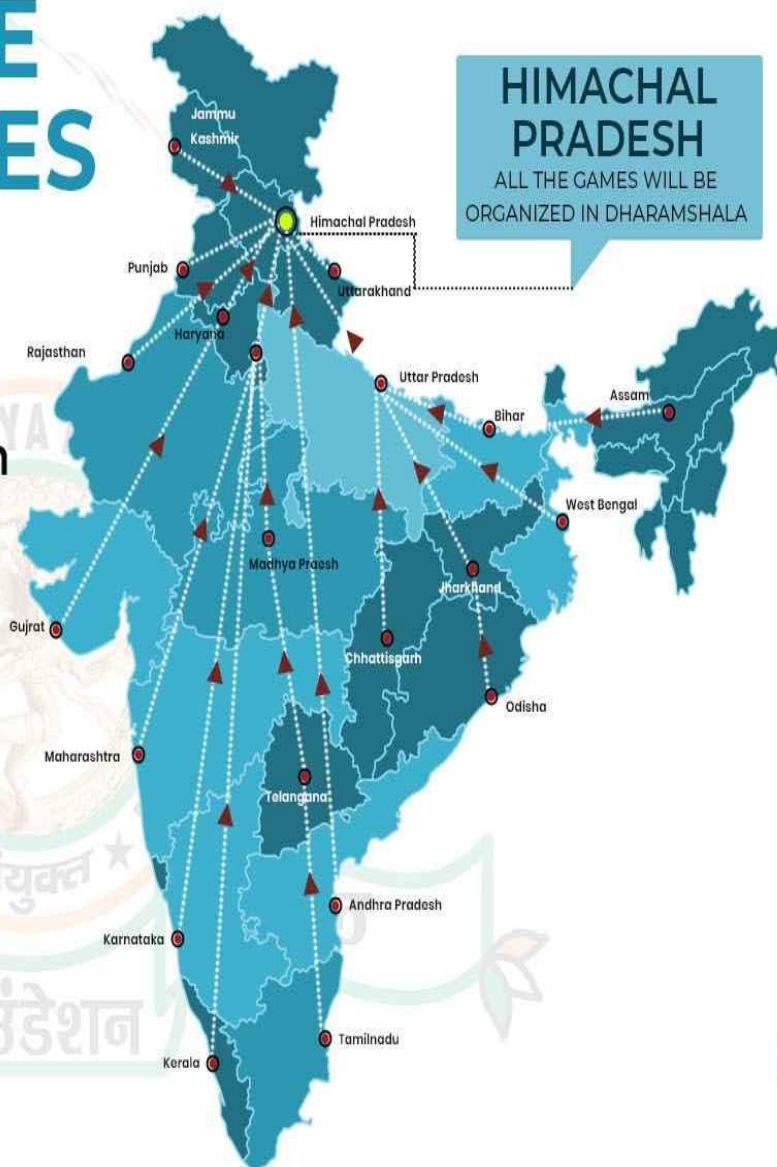 E
ES
HIMACHAL
PRADESH
ALL THE GAMES WILL BE
ORGANIZED IN DHARAMSHALA
Jammu
Kashmir
Himachal Pradesh
Punjab
Uttarakhand
Haryana
Rajasthan
Uttar Pradesh
Assam
Bihar
YA
n
West Bengal
Madhya Praesh
Jharkhand
Gujrat
Chhattisgarh
Odisha
Maharashtra
Telangana
युक्त
Andhra Pradesh
Karnataka
उंडेशन
Tamilnadu
Kerala